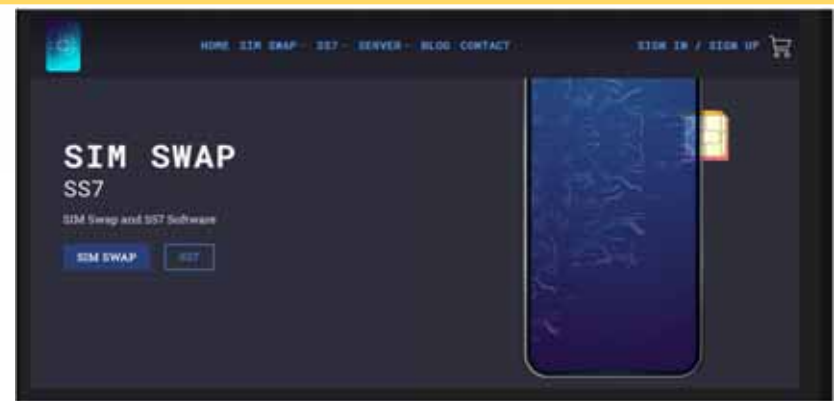 HOME SIM SWAP SS7 SERVER BLOG CONTACT
SIGN IN / SIGN UP
SIM SWAP
SS7
SIM Swap and SS7 Software
SIM SWAP
SS7